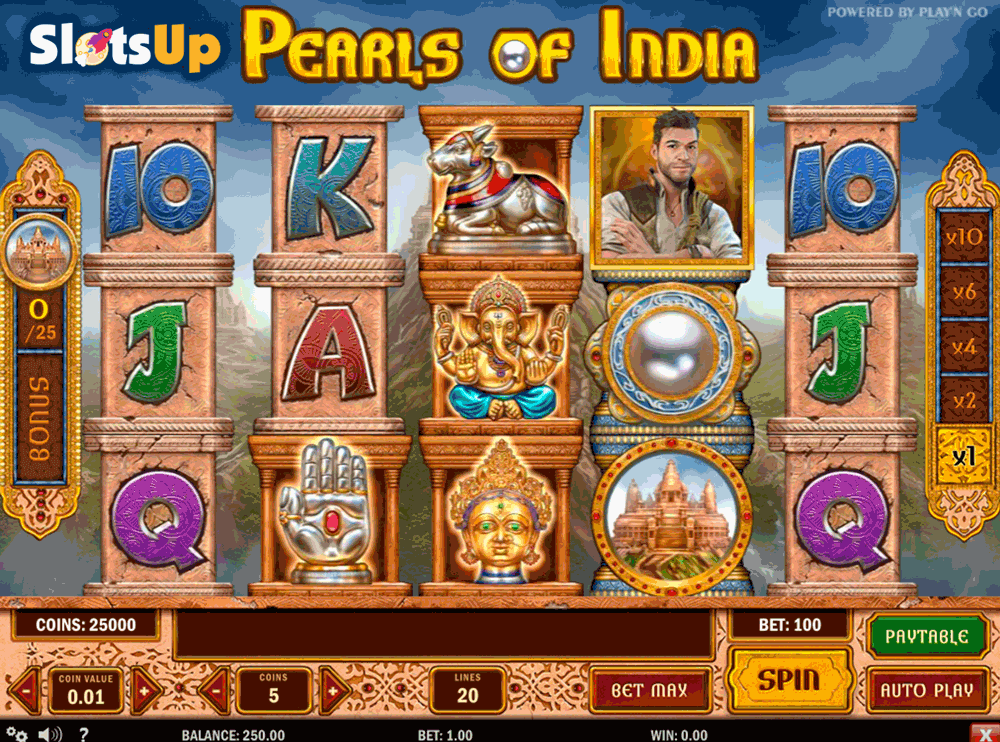 POWERED BY PLAY'N GO
SlotsUp
PEARLS OF INDIA
10
K
10
J
A
J
Q
Q
0
/25
BONUS
x10
x6
x4
x2
x1
COINS: 25000
BET: 100
PAYTABLE
COIN VALUE
0.01
COINS
5
LINES
20
BET MAX
SPIN
AUTO PLAY
- + - +
? BALANCE: 250.00 BET: 1.00 WIN: 0.00 X